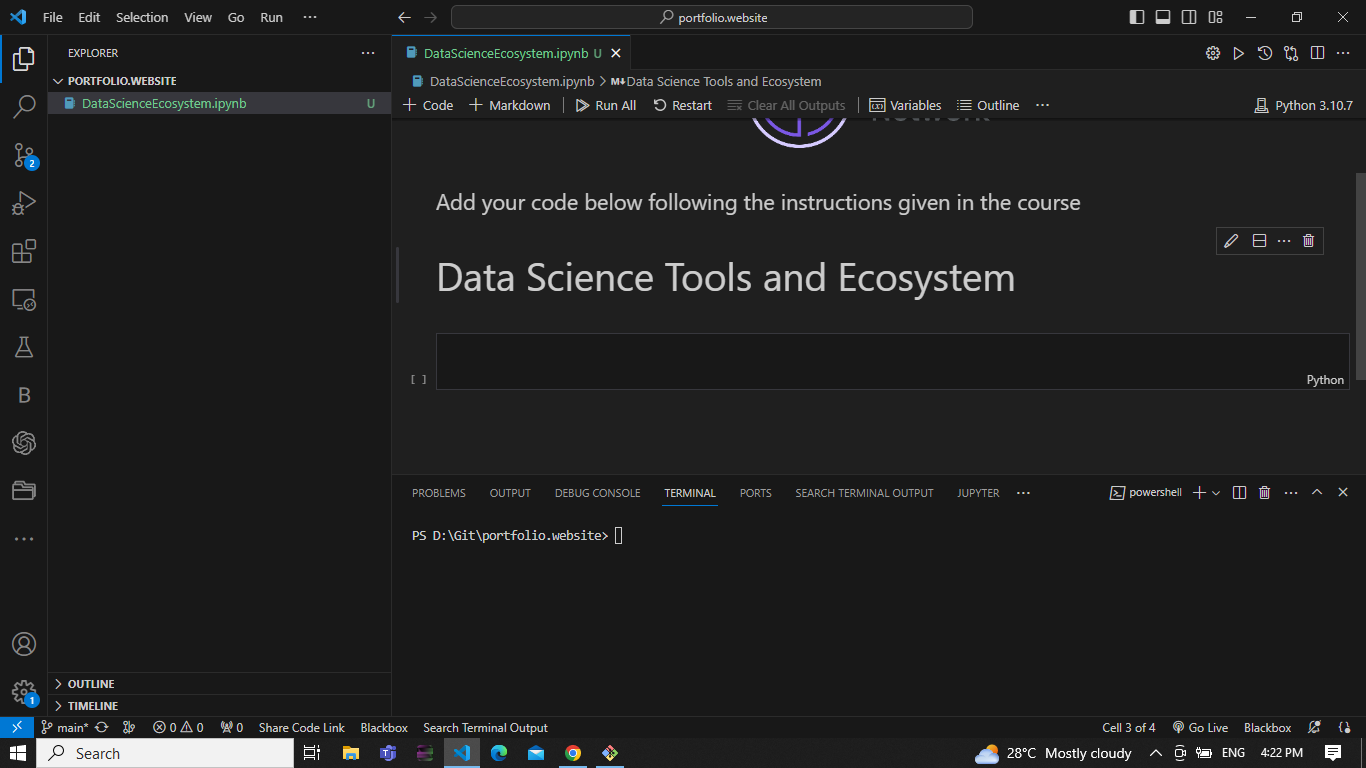 File Edit Selection View Go Run ··· portfolio.website
EXPLORER ···
PORTFOLIO.WEBSITE
DataScienceEcosystem.ipynb U
2
B
···
1
OUTLINE
TIMELINE
DataScienceEcosystem.ipynb U
DataScienceEcosystem.ipynb > M↓Data Science Tools and Ecosystem
+ Code + Markdown Run All Restart Clear All Outputs Variables Outline ··· Python 3.10.7
Network
Add your code below following the instructions given in the course
Data Science Tools and Ecosystem
[ ]
Python
PROBLEMS OUTPUT DEBUG CONSOLE TERMINAL PORTS SEARCH TERMINAL OUTPUT JUPYTER ··· powershell
PS D:\Git\portfolio.website>
main* 0 0 0 Share Code Link Blackbox Search Terminal Output Cell 3 of 4 Go Live Blackbox
Search 28°C Mostly cloudy ENG 4:22 PM